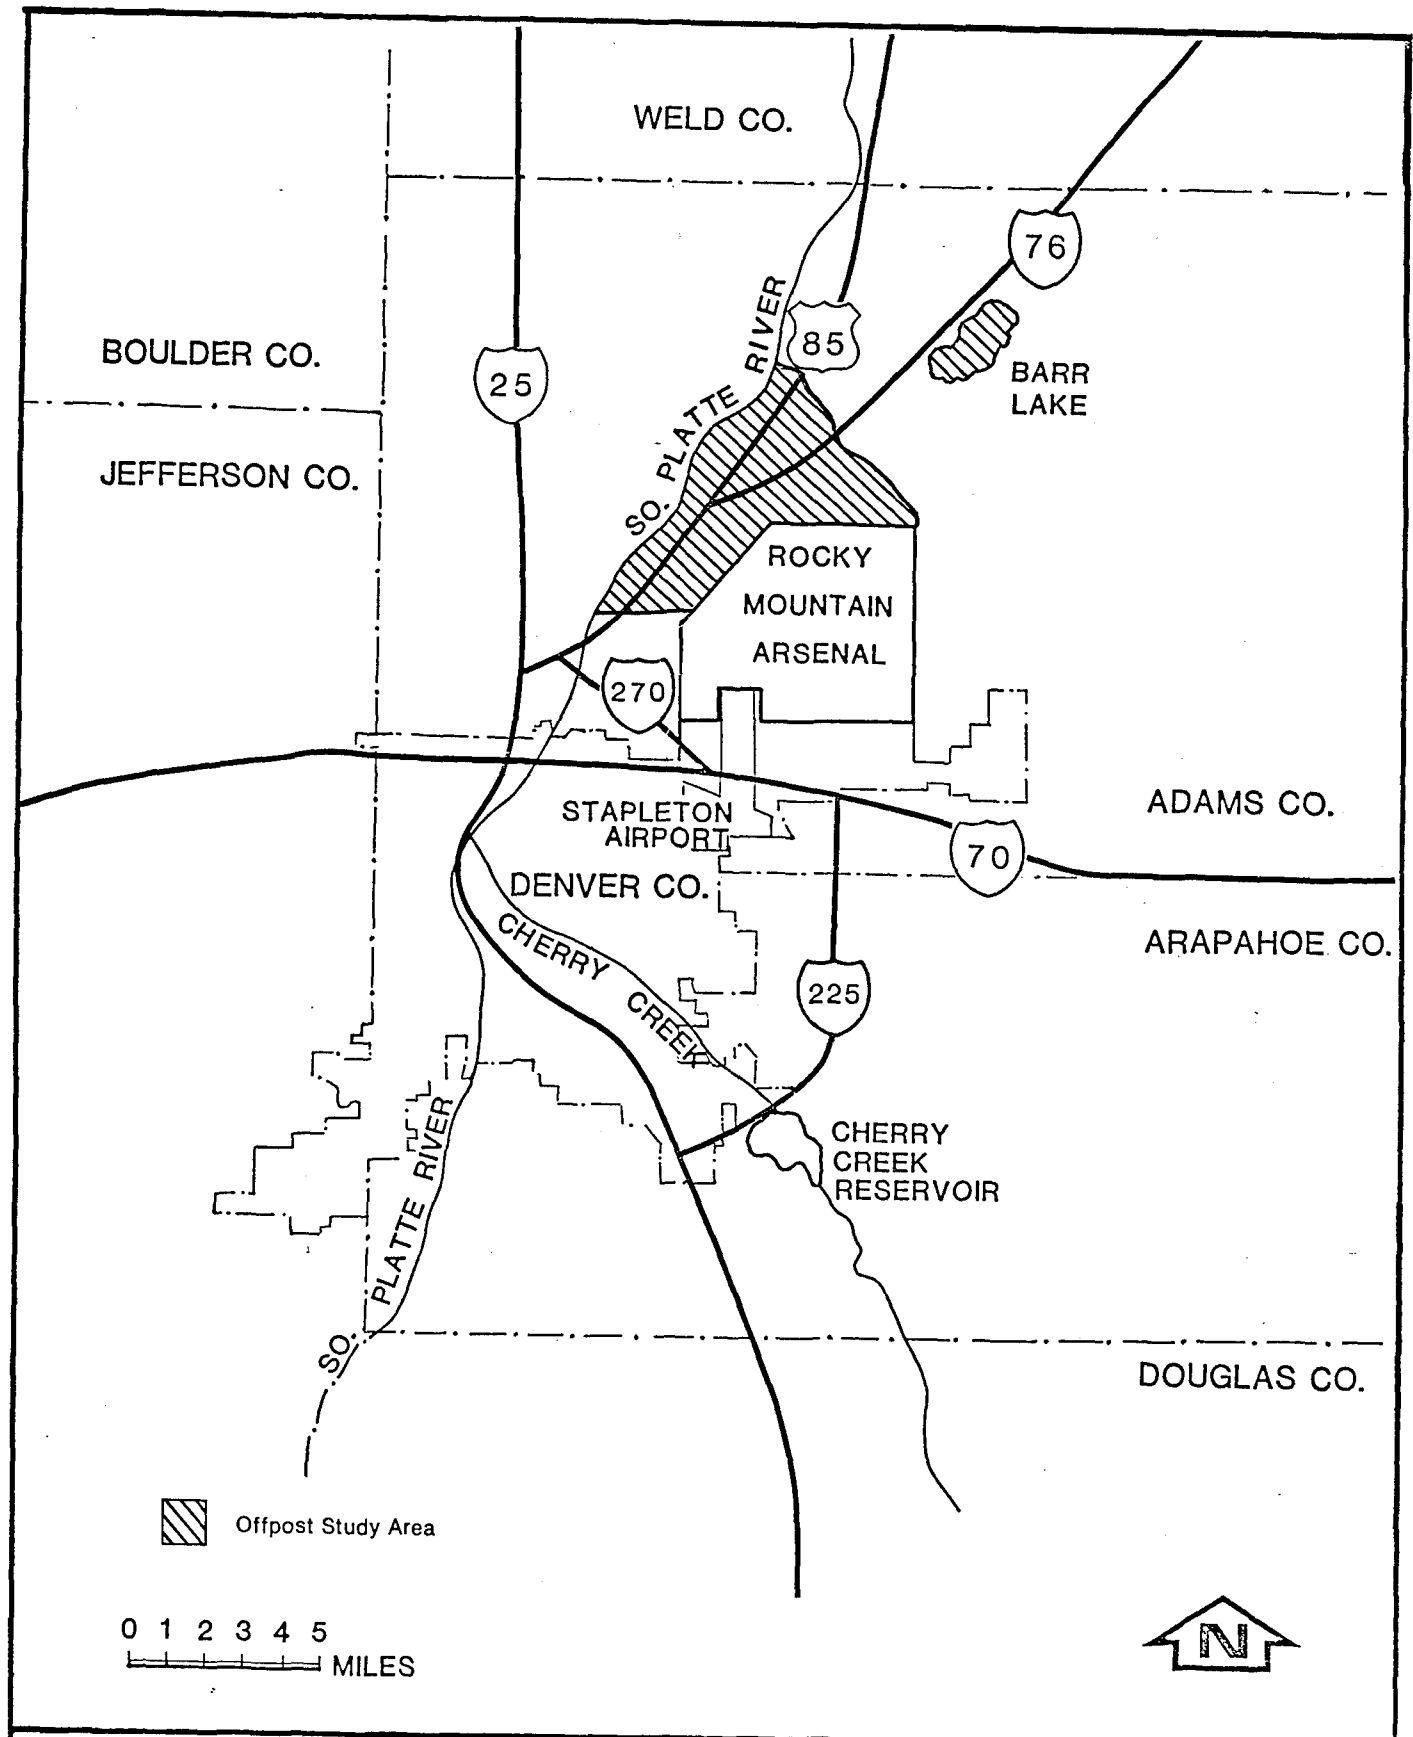 WELD CO.
76
SO. PLATTE RIVER
85
BOULDER CO.
25
BARR
LAKE
JEFFERSON CO.
ROCKY
MOUNTAIN
ARSENAL
270
STAPLETON
AIRPORT
ADAMS CO.
70
DENVER CO.
CHERRY CREEK
ARAPAHOE CO.
225
CHERRY
CREEK
RESERVOIR
SO. PLATTE RIVER
DOUGLAS CO.
Offpost Study Area
0 1 2 3 4 5
MILES
N